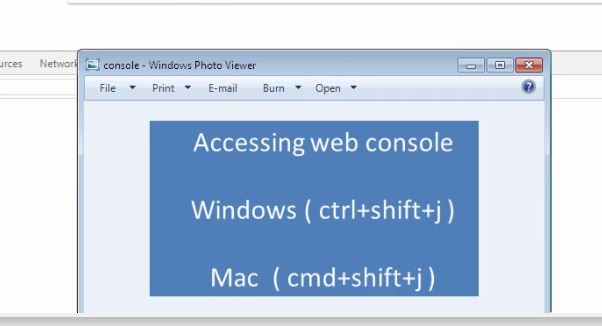 Network
console - Windows Photo Viewer
File Print E-mail Burn Open
Accessing web console
Windows ( ctrl+shift+j )
Mac ( cmd+shift+j )